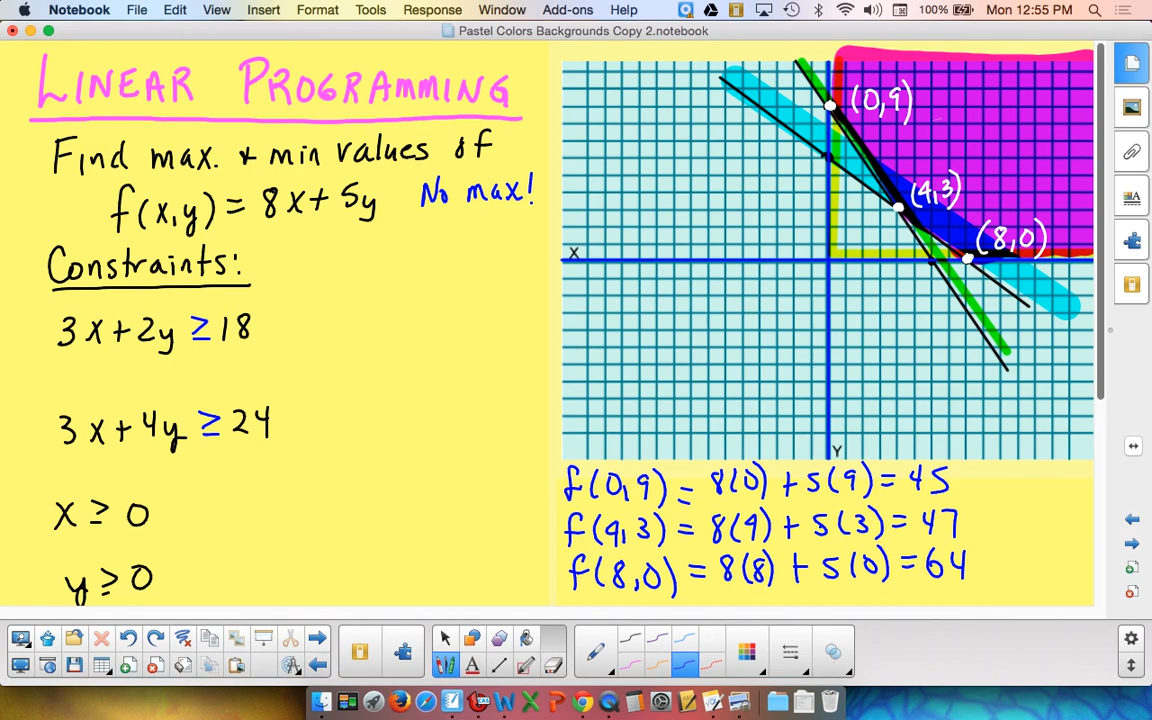 Notebook File Edit View Insert Format Tools Response Window Add-ons Help 100% Mon 12:55 PM
Pastel Colors Backgrounds Copy 2.notebook
LINEAR PROGRAMMING
Find max. + min values of
f(x,y) = 8x+5y No max!
Constraints:
3x+2y ≥ 18
3x+4y ≥ 24
x ≥ 0
y ≥ 0
(0,9)
(4,3)
(8,0)
X
Y
f(0,9) = 8(0) + 5(9) = 45
f(4,3) = 8(4) + 5(3) = 47
f(8,0) = 8(8) + 5(0) = 64